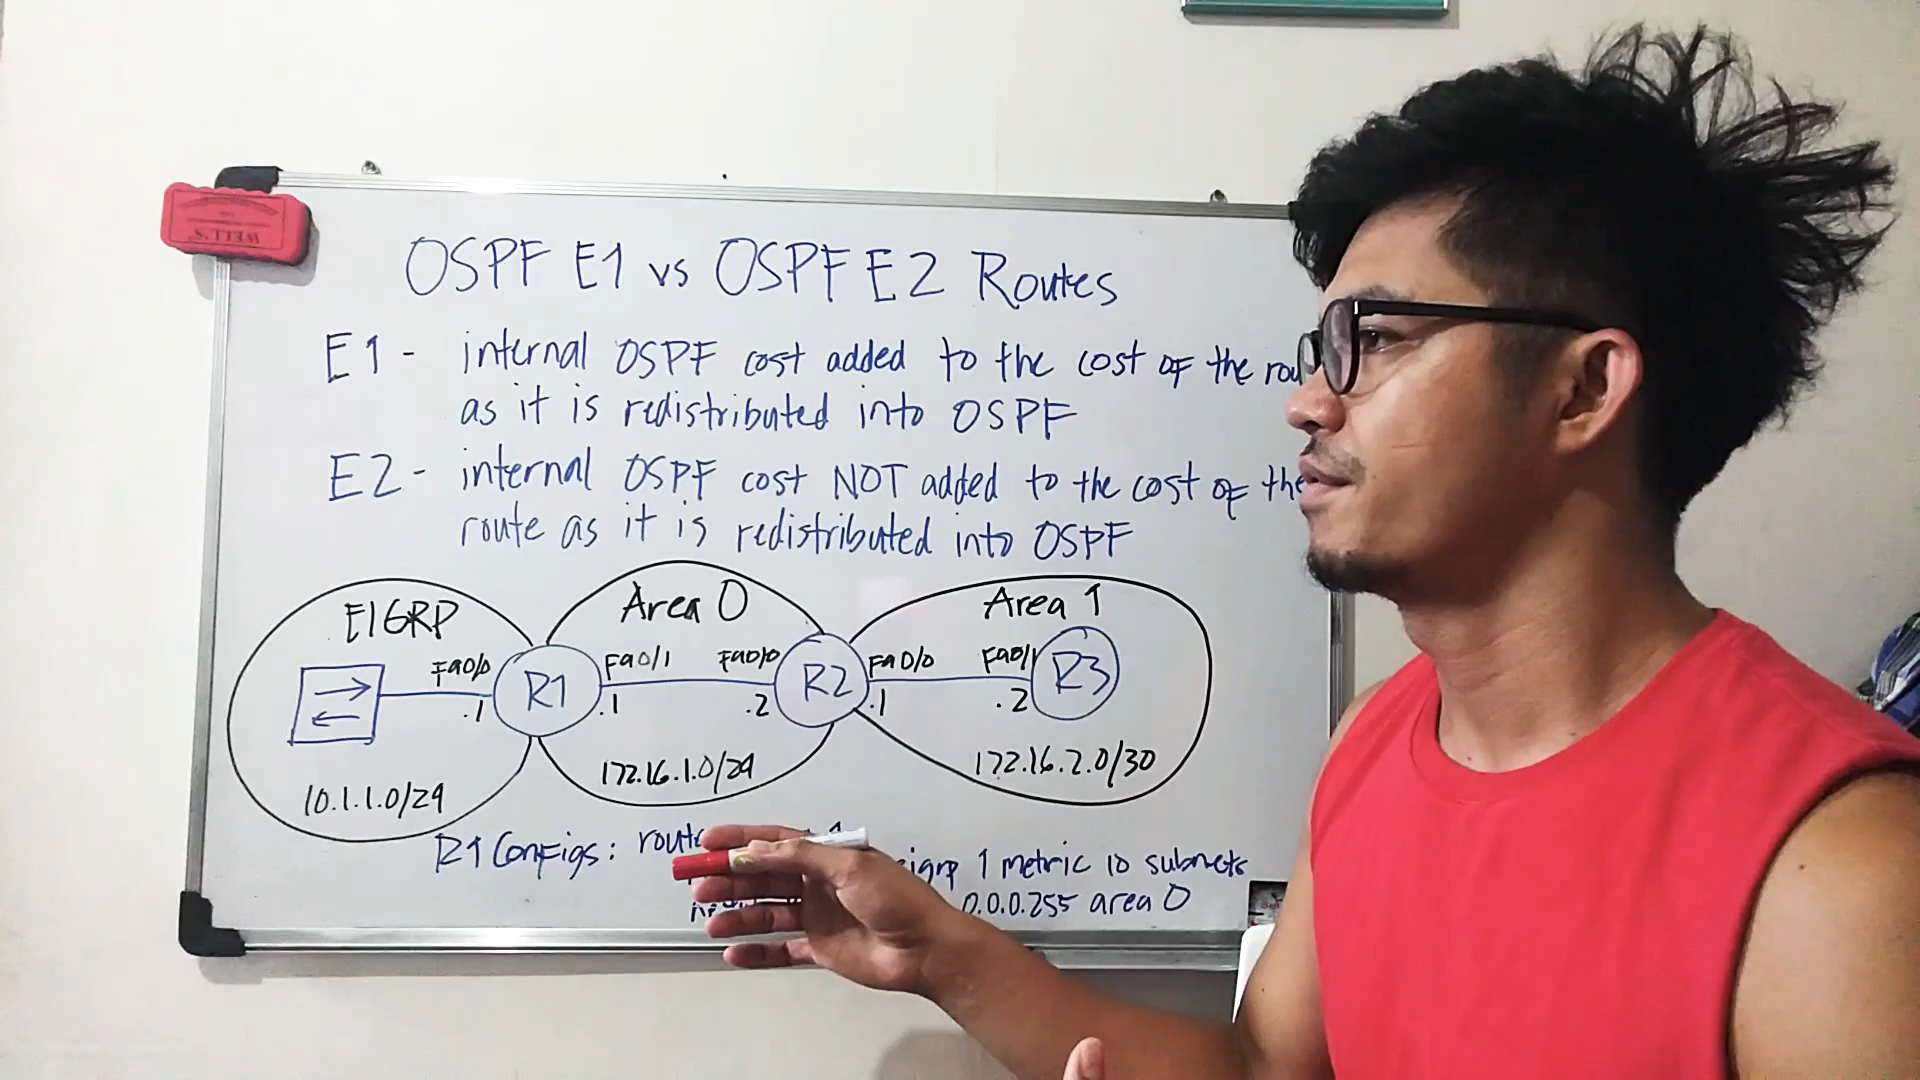 WELL'S
OSPF E1 vs OSPF E2 Routes
E1 - internal OSPF cost added to the cost of the rou
as it is redistributed into OSPF
E2 - internal OSPF cost NOT added to the cost of the
route as it is redistributed into OSPF
EIGRP
Area 0
Area 1
Fa0/0
Fa0/1
Fa0/0
Fa0/0
Fa0/1
R1
R2
R3
.1
.1
.2
.1
.2
10.1.1.0/24
172.16.1.0/24
172.16.2.0/30
R1 Configs: route
eigrp 1 metric 10 subnets
0.0.0.255 area 0